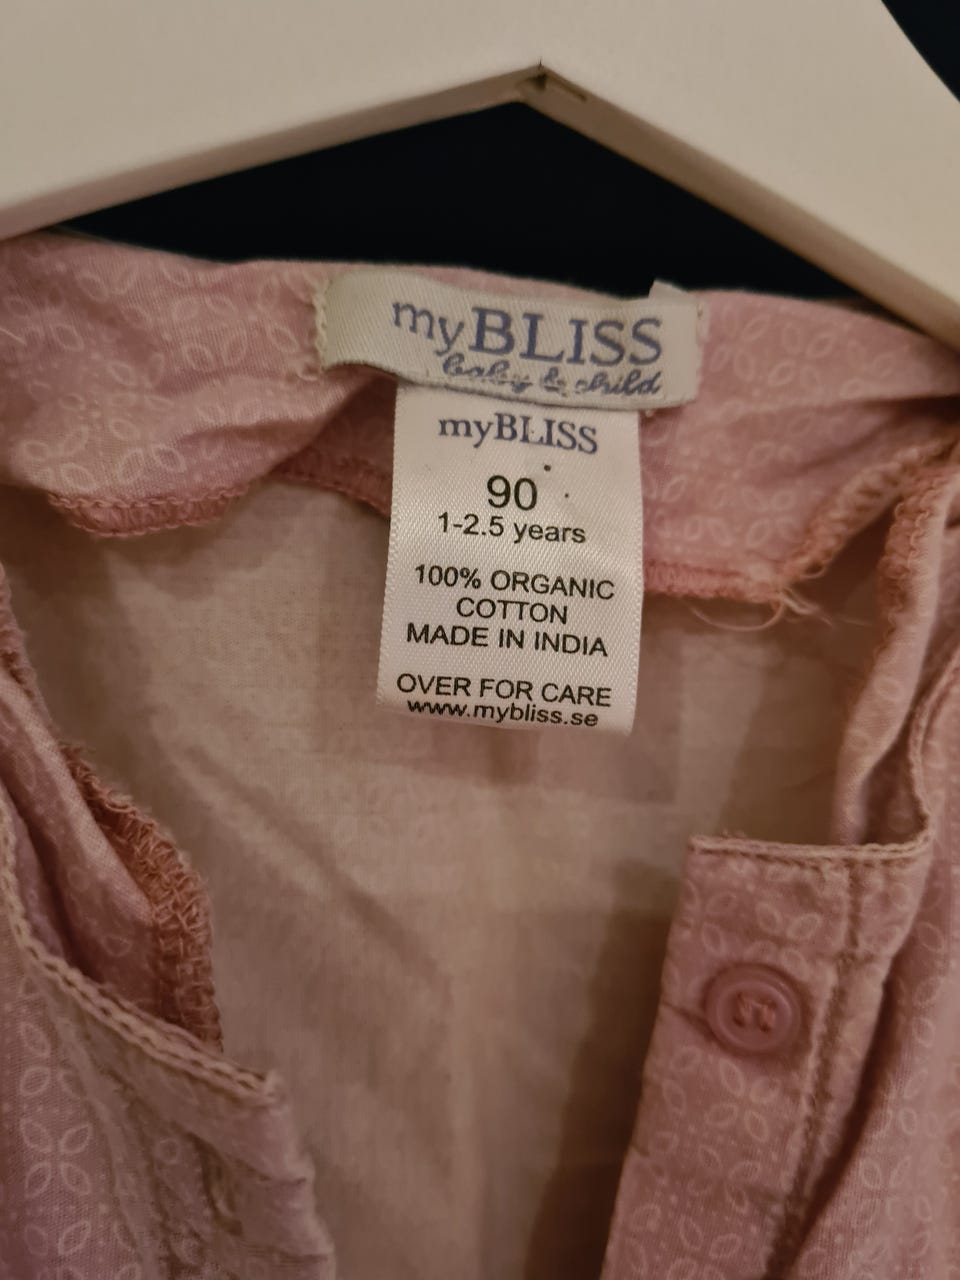 myBLISS
baby & child
myBLISS
90
1-2.5 years
100% ORGANIC
COTTON
MADE IN INDIA
OVER FOR CARE
www.mybliss.se